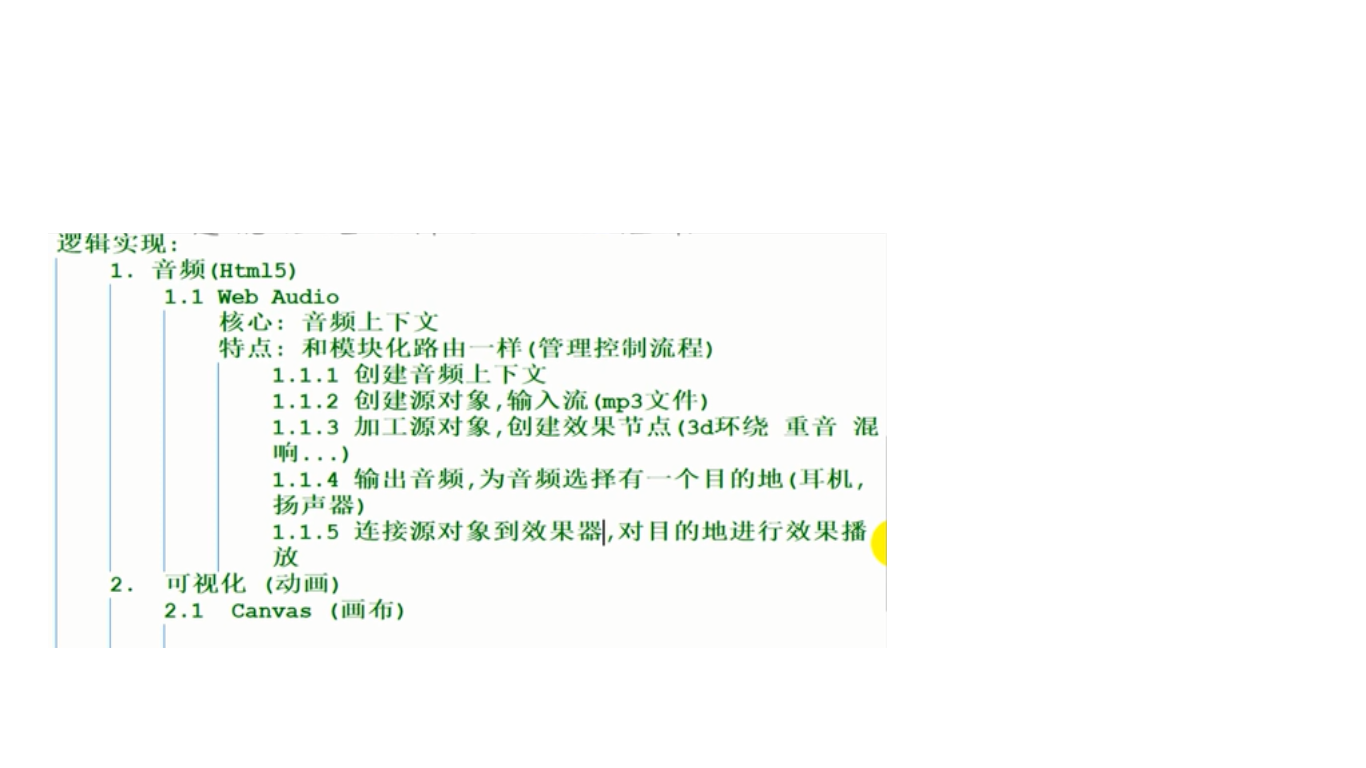 逻辑实现:
1. 音频(Html5)
1.1 Web Audio
核心: 音频上下文
特点: 和模块化路由一样(管理控制流程)
1.1.1 创建音频上下文
1.1.2 创建源对象,输入流(mp3文件)
1.1.3 加工源对象,创建效果节点(3d环绕 重音 混
响...)
1.1.4 输出音频,为音频选择有一个目的地(耳机,
扬声器)
1.1.5 连接源对象到效果器,对目的地进行效果播
放
2. 可视化 (动画)
2.1 Canvas (画布)